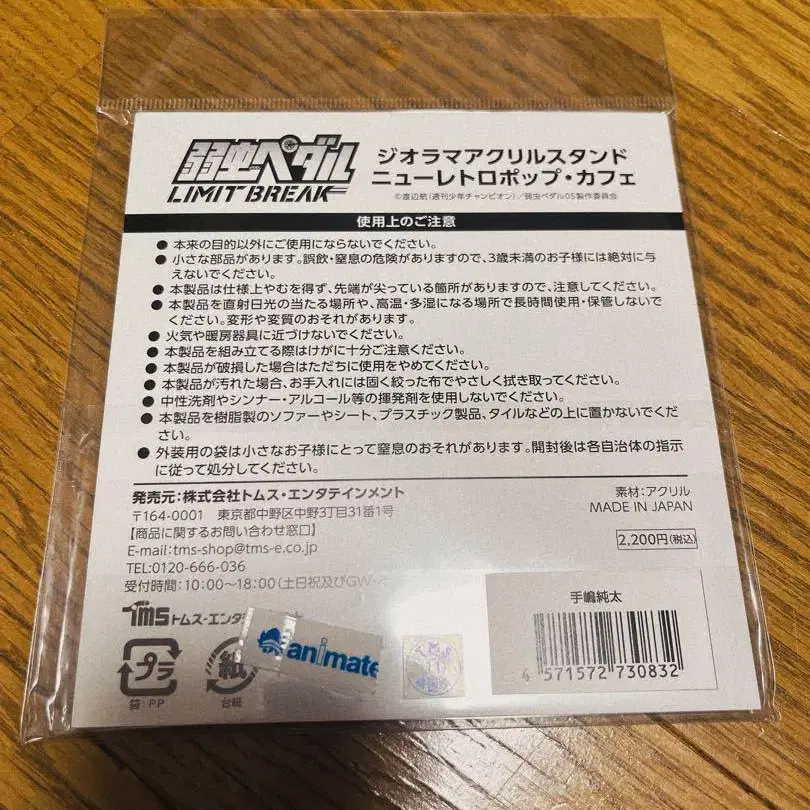 弱虫ペダル
LIMIT BREAK
ジオラマアクリルスタンド
ニューレトロポップ・カフェ
©渡辺航(週刊少年チャンピオン)/弱虫ペダル05製作委員会
使用上のご注意
● 本来の目的以外にご使用にならないでください。
● 小さな部品があります。誤飲・窒息の危険がありますので、3歳未満のお子様には絶対に与
えないでください。
● 本製品は仕様上やむを得ず、先端が尖っている箇所がありますので、注意してください。
● 本製品を直射日光の当たる場所や、高温・多湿になる場所で長時間使用・保管しないで
ください。変形や変質のおそれがあります。
● 火気や暖房器具に近づけないでください。
● 本製品を組み立てる際はけがに十分ご注意ください。
● 本製品が破損した場合はただちに使用をやめてください。
● 本製品が汚れた場合、お手入れには固く絞った布でやさしく拭き取ってください。
● 中性洗剤やシンナー・アルコール等の揮発剤を使用しないでください。
● 本製品を樹脂製のソファーやシート、プラスチック製品、タイルなどの上に置かないでくだ
さい。
● 外装用の袋は小さなお子様にとって窒息のおそれがあります。開封後は各自治体の指示
に従って処分してください。
発売元:株式会社トムス・エンタテインメント
〒164-0001 東京都中野区中野3丁目31番1号
【商品に関するお問い合わせ窓口】
E-mail:tms-shop@tms-e.co.jp
TEL:0120-666-036
受付時間:10:00〜18:00(土日祝及びGW・
素材:アクリル
MADE IN JAPAN
2,200円(税込)
tms トムス・エンタ
プラ
袋:PP
紙
台紙
animate
手嶋純太
4 571572 730832